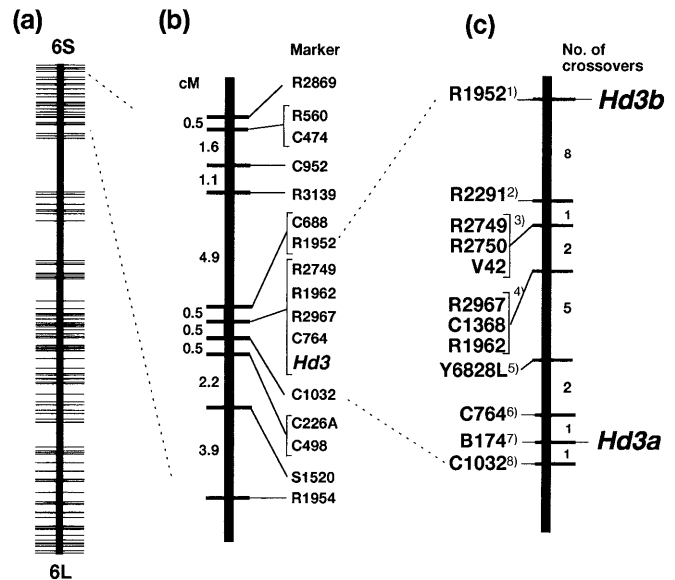 (a)
6S
6L
(b)
cM
Marker
R2869
0.5
R560
C474
1.6
C952
1.1
R3139
4.9
C688
R1952
R2749
R1962
R2967
C764
Hd3
0.5
0.5
0.5
C1032
2.2
C226A
C498
3.9
S1520
R1954
(c)
No. of
crossovers
R1952 1)
Hd3b
8
R2291 2)
1
R2749 3)
R2750
V42
2
4)
R2967
C1368
R1962
5
Y6828L 5)
2
C764 6)
1
B174 7)
Hd3a
1
C1032 8)